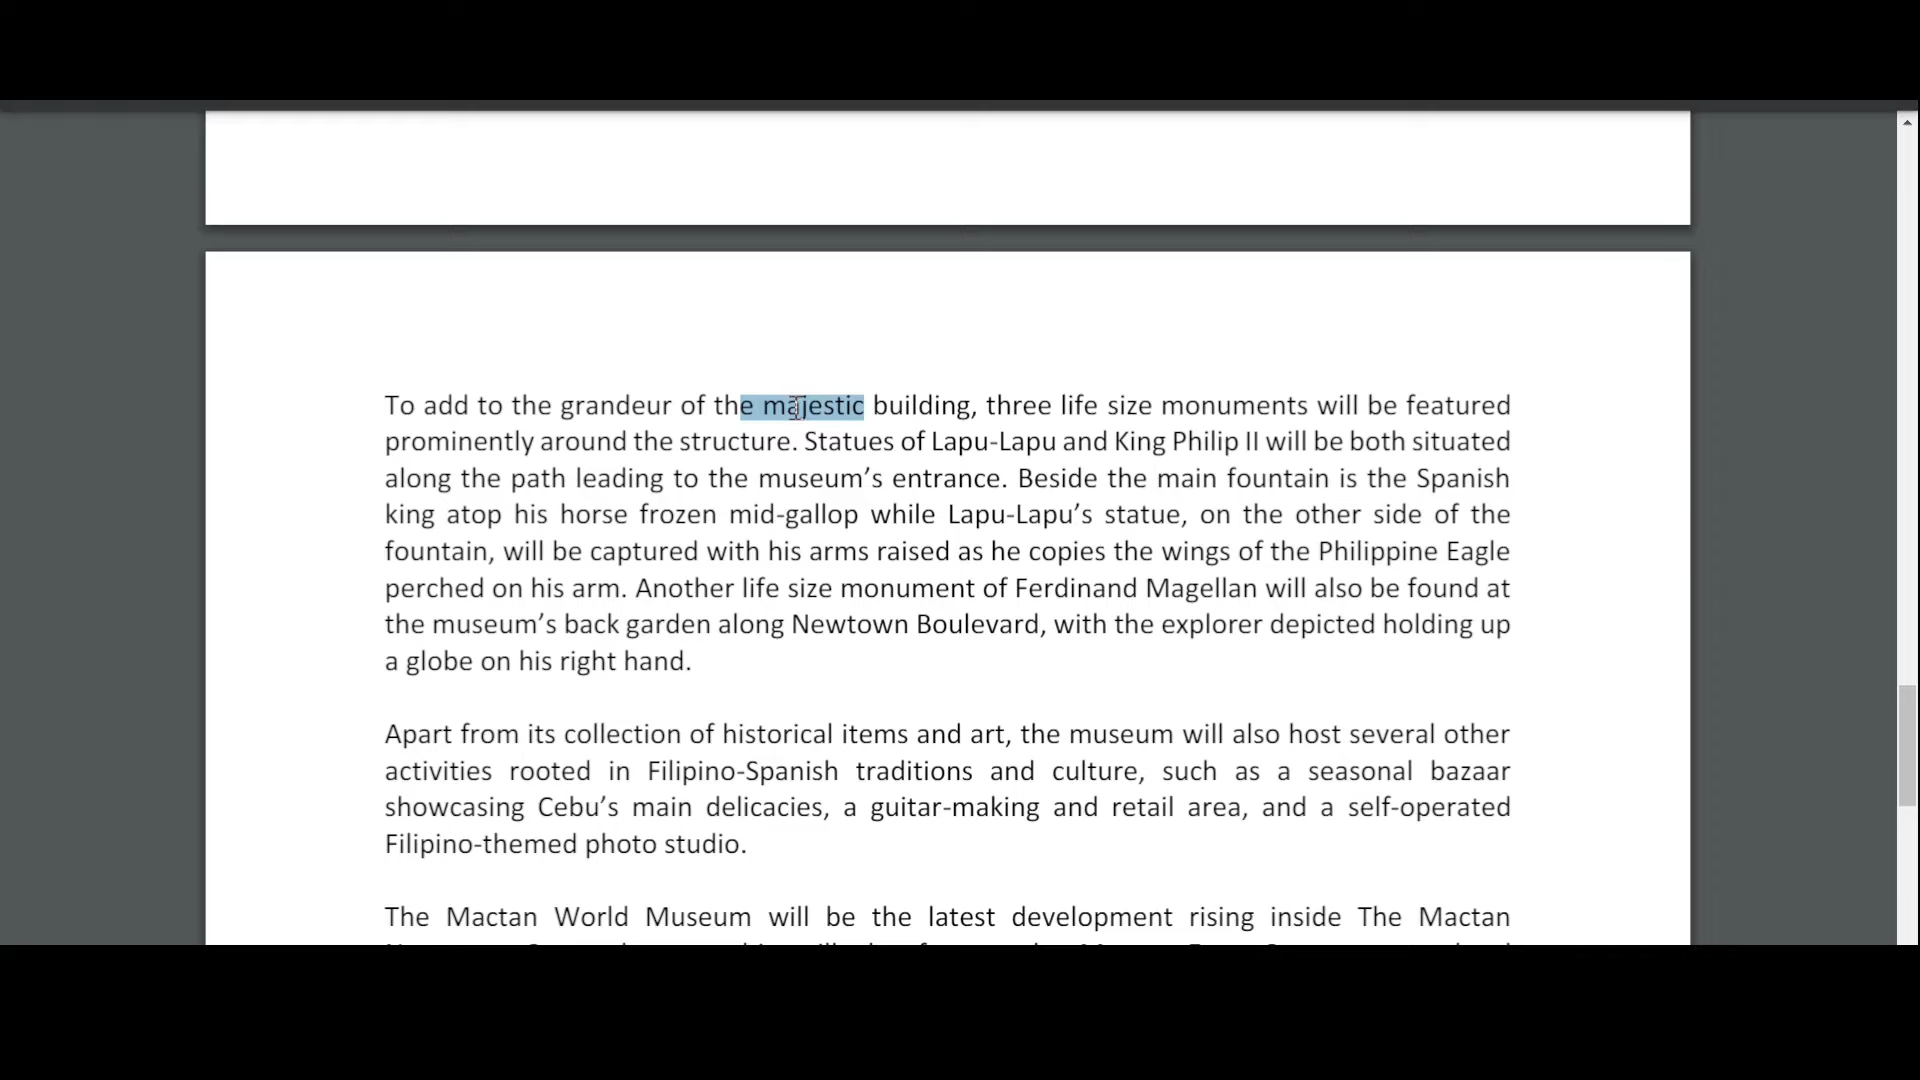 To add to the grandeur of the majestic building, three life size monuments will be featured
prominently around the structure. Statues of Lapu-Lapu and King Philip II will be both situated
along the path leading to the museum’s entrance. Beside the main fountain is the Spanish
king atop his horse frozen mid-gallop while Lapu-Lapu’s statue, on the other side of the
fountain, will be captured with his arms raised as he copies the wings of the Philippine Eagle
perched on his arm. Another life size monument of Ferdinand Magellan will also be found at
the museum’s back garden along Newtown Boulevard, with the explorer depicted holding up
a globe on his right hand.
Apart from its collection of historical items and art, the museum will also host several other
activities rooted in Filipino-Spanish traditions and culture, such as a seasonal bazaar
showcasing Cebu’s main delicacies, a guitar-making and retail area, and a self-operated
Filipino-themed photo studio.
The Mactan World Museum will be the latest development rising inside The Mactan